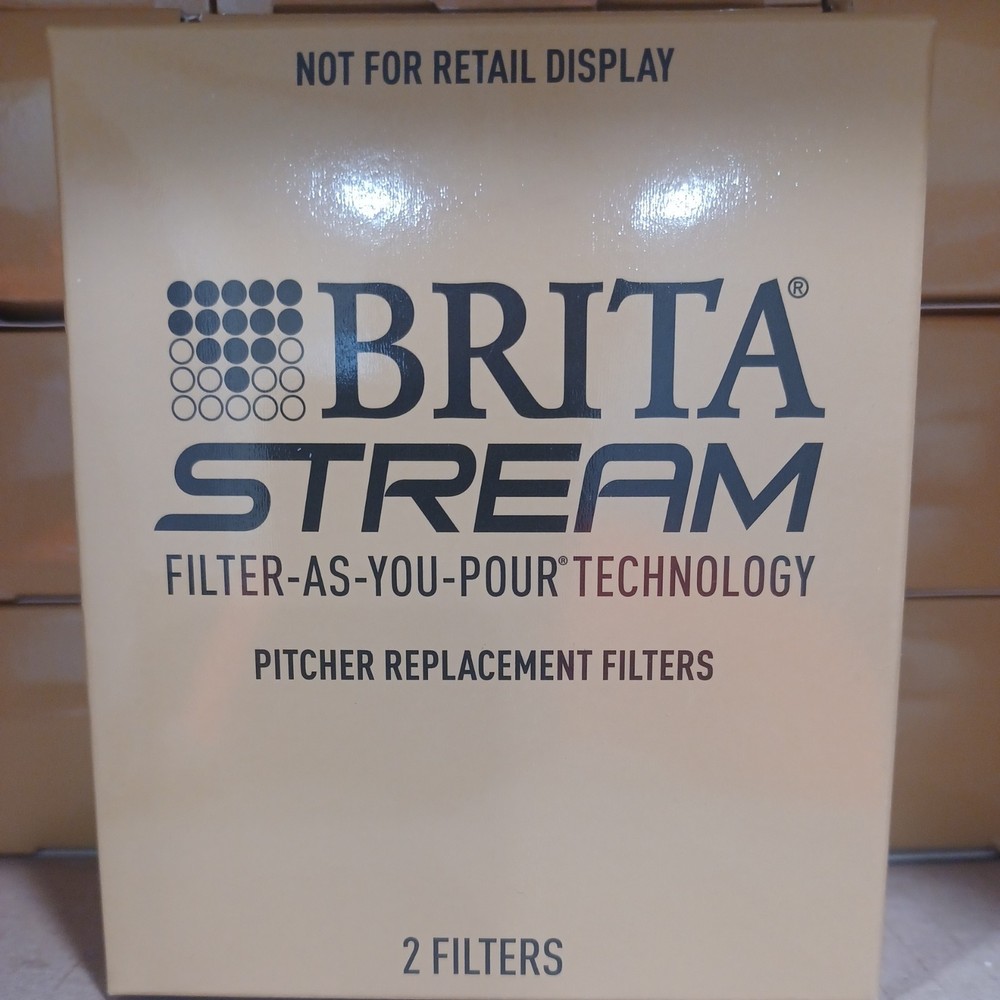 NOT FOR RETAIL DISPLAY
BRITA®
STREAM
FILTER-AS-YOU-POUR® TECHNOLOGY
PITCHER REPLACEMENT FILTERS
2 FILTERS